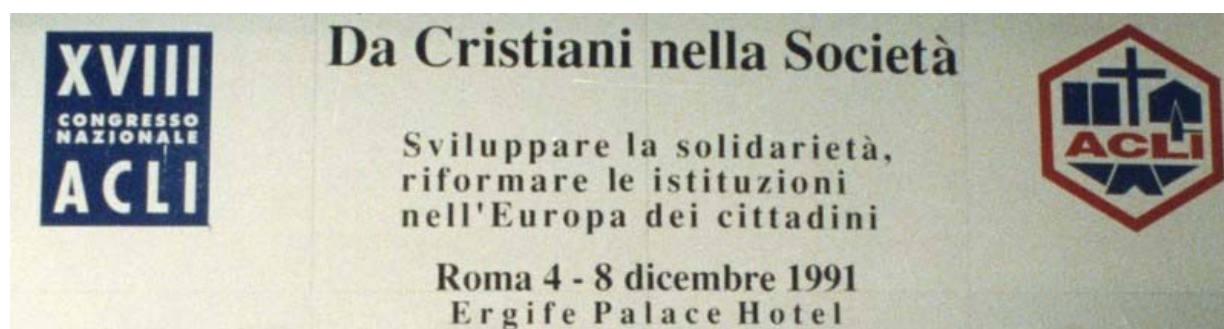 XVIII
CONGRESSO
NAZIONALE
ACLI
Da Cristiani nella Società
Sviluppare la solidarietà,
riformare le istituzioni
nell'Europa dei cittadini
Roma 4 - 8 dicembre 1991
Ergife Palace Hotel
ACLI